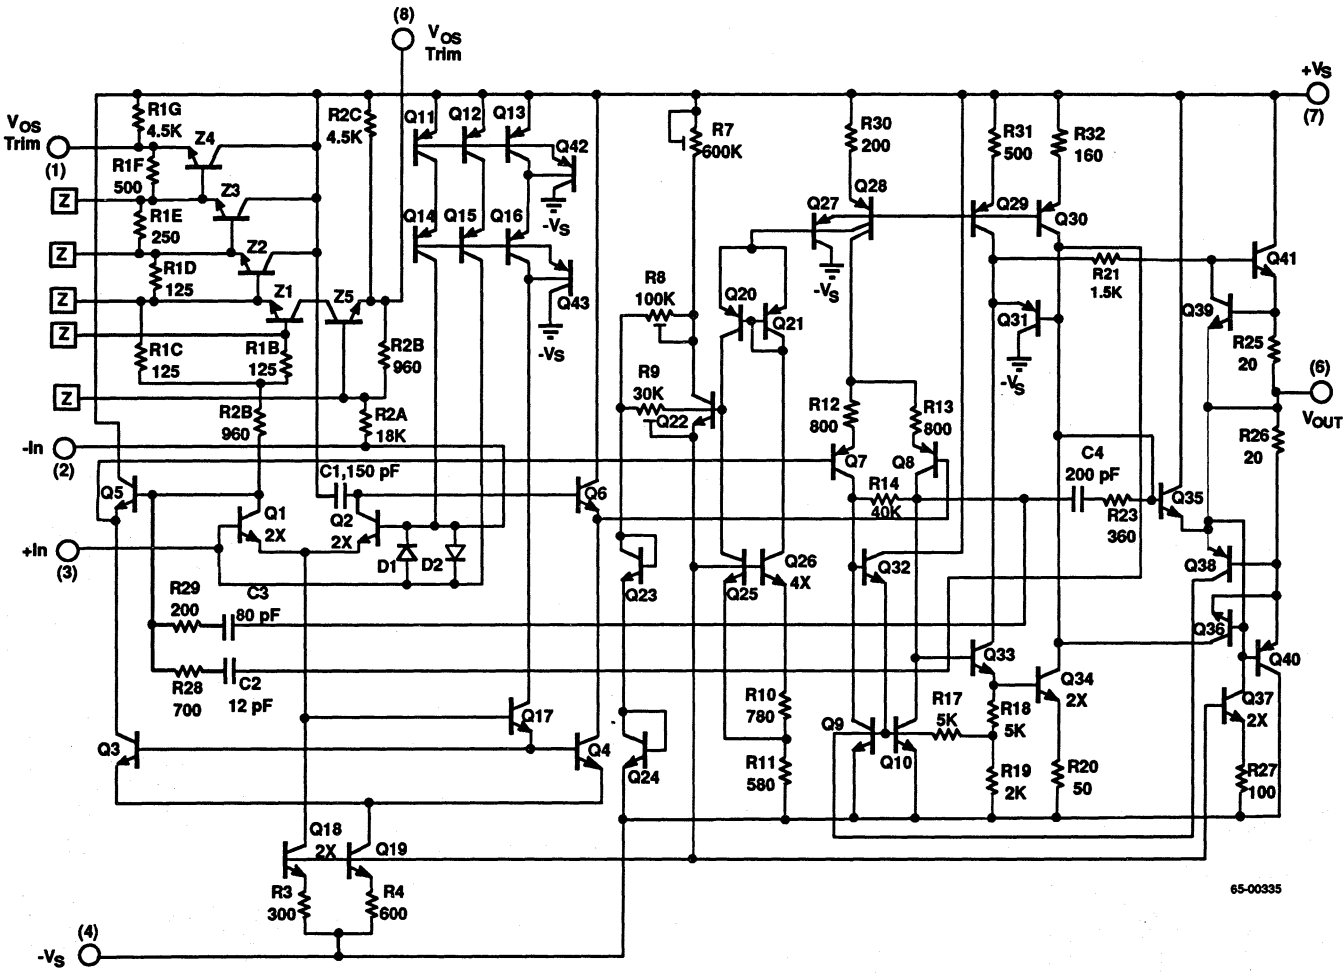 (8)
V OS
Trim
+VS
(7)
R1G
4.5K
Z4
R2C
4.5K
Q11
Q12
Q13
Q42
-VS
R7
600K
R30
200
R31
500
R32
160
VOS
Trim
(1)
R1F
500
Z3
Z
R1E
250
Z2
Z
R1D
125
Z1
Z5
Z
Z
R1C
125
R1B
125
R2B
960
Z
R2B
960
R2A
18K
Q14
Q15
Q16
Q43
-VS
Q27
Q28
-VS
Q29
Q30
R21
1.5K
Q41
Q39
R25
20
(6)
VOUT
R26
20
R8
100K
Q20
Q21
Q31
-VS
R9
30K
Q22
R12
800
R13
800
Q7
Q8
R14
40K
C4
200 pF
R23
360
Q35
-In
(2)
C1,150 pF
Q5
Q1
2X
Q2
2X
Q6
+In
(3)
D1
D2
Q23
Q25
Q26
4X
Q32
Q38
Q36
Q40
R29
200
C3
80 pF
R28
700
C2
12 pF
Q17
R10
780
R11
580
Q33
Q34
2X
Q37
2X
R17
5K
R18
5K
Q9
Q10
R19
2K
R20
50
R27
100
Q3
Q4
Q24
Q18
2X
Q19
R3
300
R4
600
65-00335
-VS
(4)